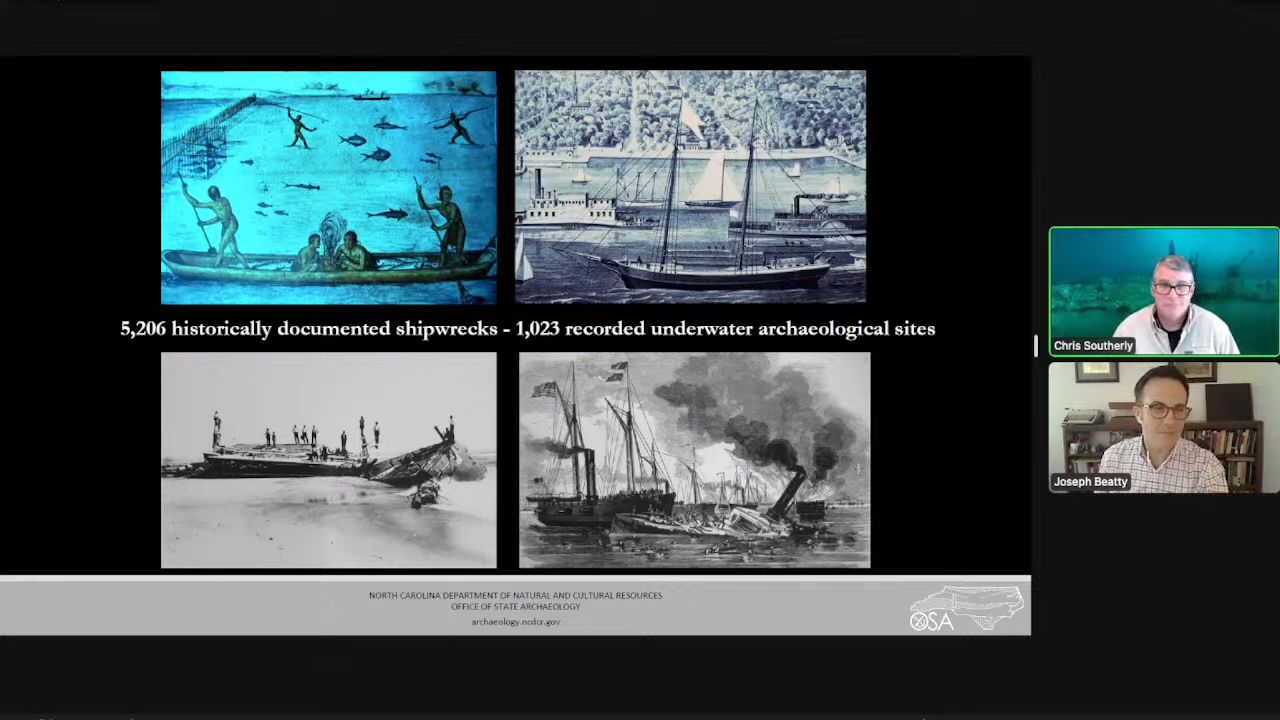 5,206 historically documented shipwrecks - 1,023 recorded underwater archaeological sites
Chris Southerly
Joseph Beatty
NORTH CAROLINA DEPARTMENT OF NATURAL AND CULTURAL RESOURCES
OFFICE OF STATE ARCHAEOLOGY
archaeology.ncdcr.gov
OSA